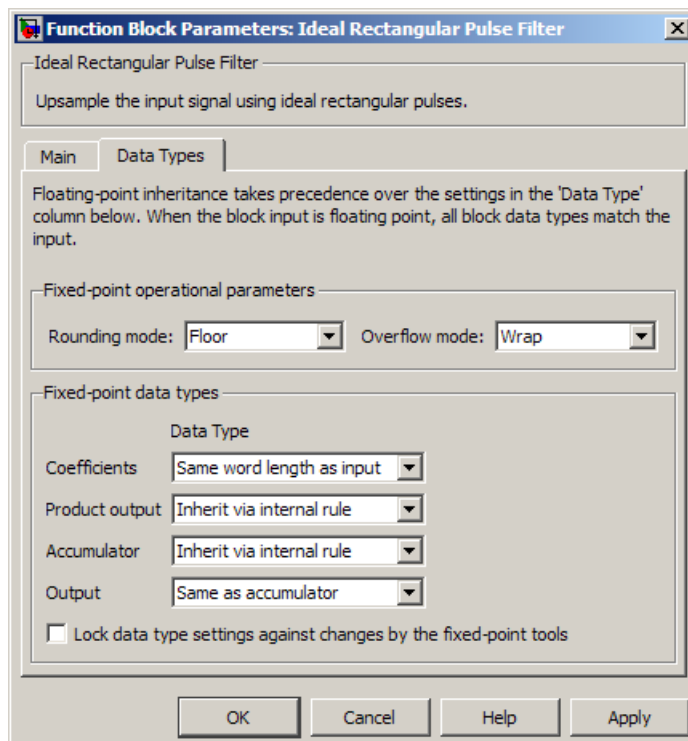 Function Block Parameters: Ideal Rectangular Pulse Filter
Ideal Rectangular Pulse Filter
Upsample the input signal using ideal rectangular pulses.
Main Data Types
Floating-point inheritance takes precedence over the settings in the 'Data Type'
column below. When the block input is floating point, all block data types match the
input.
Fixed-point operational parameters
Rounding mode: Floor Overflow mode: Wrap
Fixed-point data types
Data Type
Coefficients Same word length as input
Product output Inherit via internal rule
Accumulator Inherit via internal rule
Output Same as accumulator
Lock data type settings against changes by the fixed-point tools
OK Cancel Help Apply